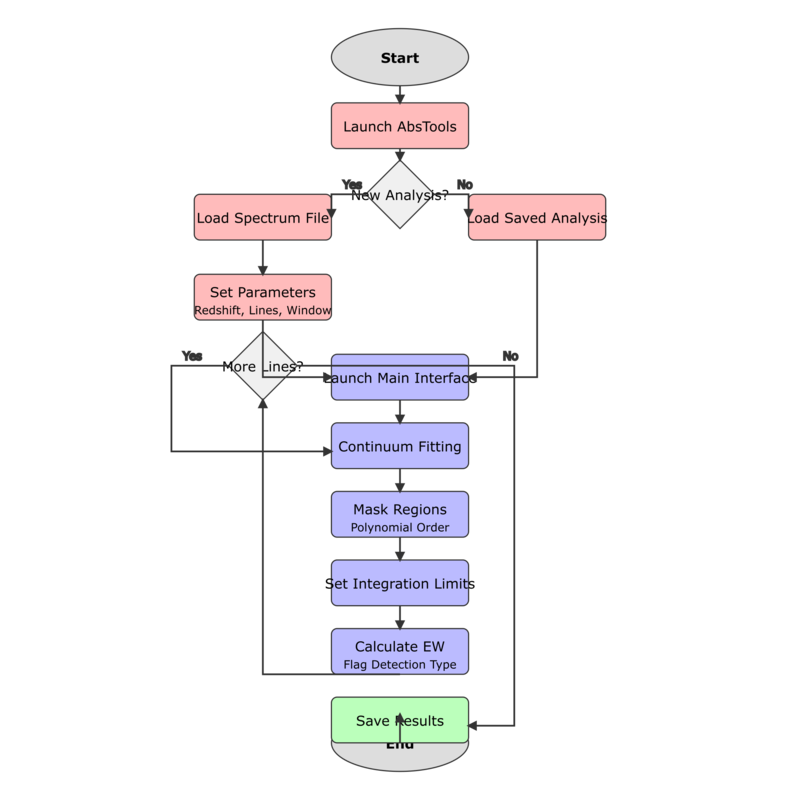 Start
Launch AbsTools
New Analysis?
Yes
No
Load Spectrum File
Load Saved Analysis
Set Parameters
Redshift, Lines, Window
More Lines?
Yes
No
Launch Main Interface
Continuum Fitting
Mask Regions
Polynomial Order
Set Integration Limits
Calculate EW
Flag Detection Type
Save Results
End